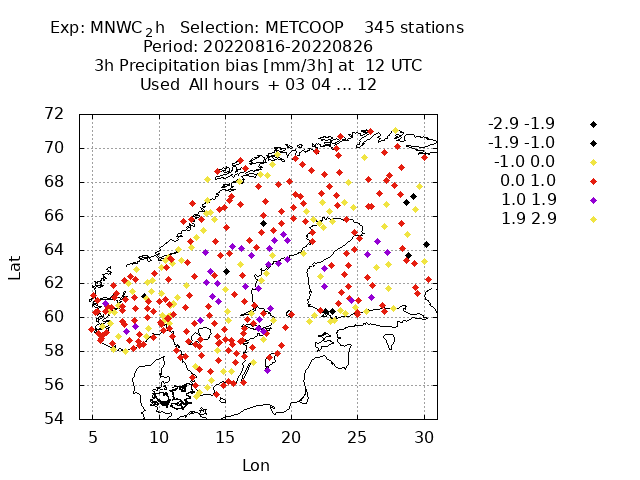 Exp: MNWC_2h   Selection: METCOOP    345 stations
Period: 20220816-20220826
3h Precipitation bias [mm/3h] at  12 UTC
Used  All hours  + 03 04 ... 12
72
70
68
66
64
62
60
58
56
54
5 10 15 20 25 30
Lat
Lon
-2.9 -1.9
-1.9 -1.0
-1.0 0.0
0.0 1.0
1.0 1.9
1.9 2.9